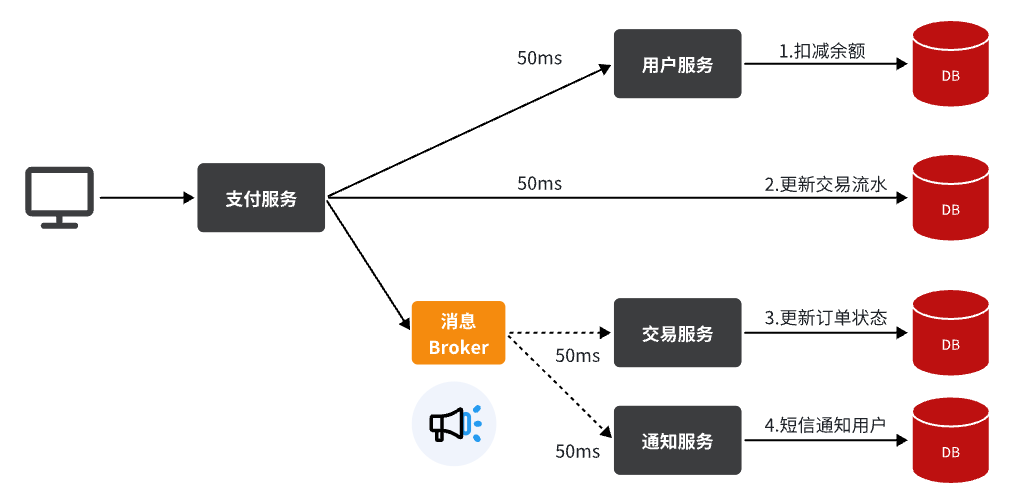 50ms
用户服务
1.扣减余额
DB
支付服务
50ms
2.更新交易流水
DB
消息
Broker
50ms
交易服务
3.更新订单状态
DB
50ms
通知服务
4.短信通知用户
DB